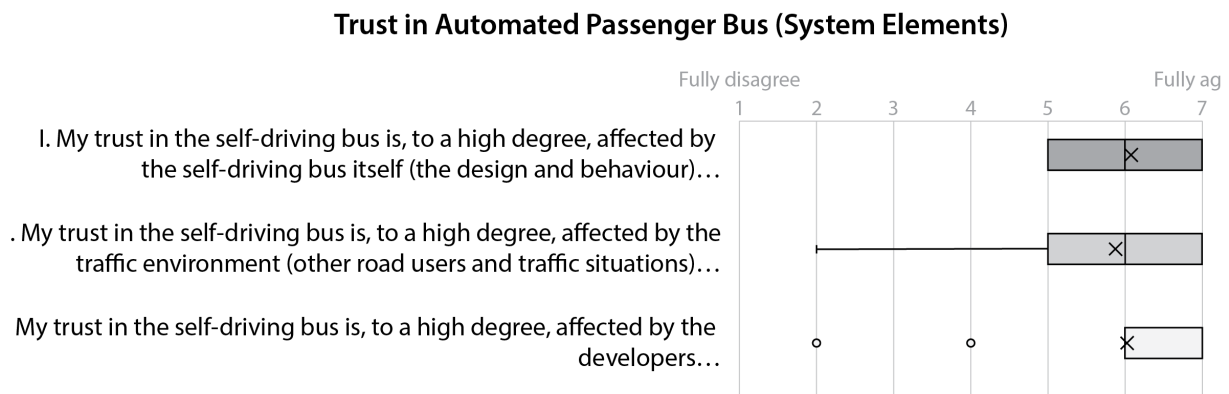 Trust in Automated Passenger Bus (System Elements)
Fully disagree Fully ag
1 2 3 4 5 6 7
I. My trust in the self-driving bus is, to a high degree, affected by
the self-driving bus itself (the design and behaviour)…
. My trust in the self-driving bus is, to a high degree, affected by the
traffic environment (other road users and traffic situations)…
My trust in the self-driving bus is, to a high degree, affected by the
developers…